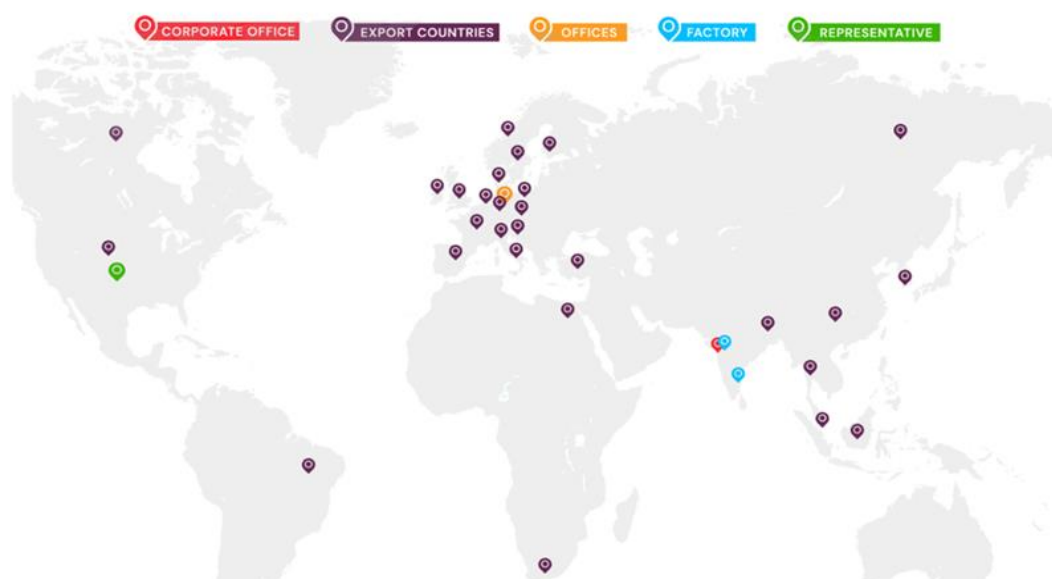 CORPORATE OFFICE
EXPORT COUNTRIES
OFFICES
FACTORY
REPRESENTATIVE